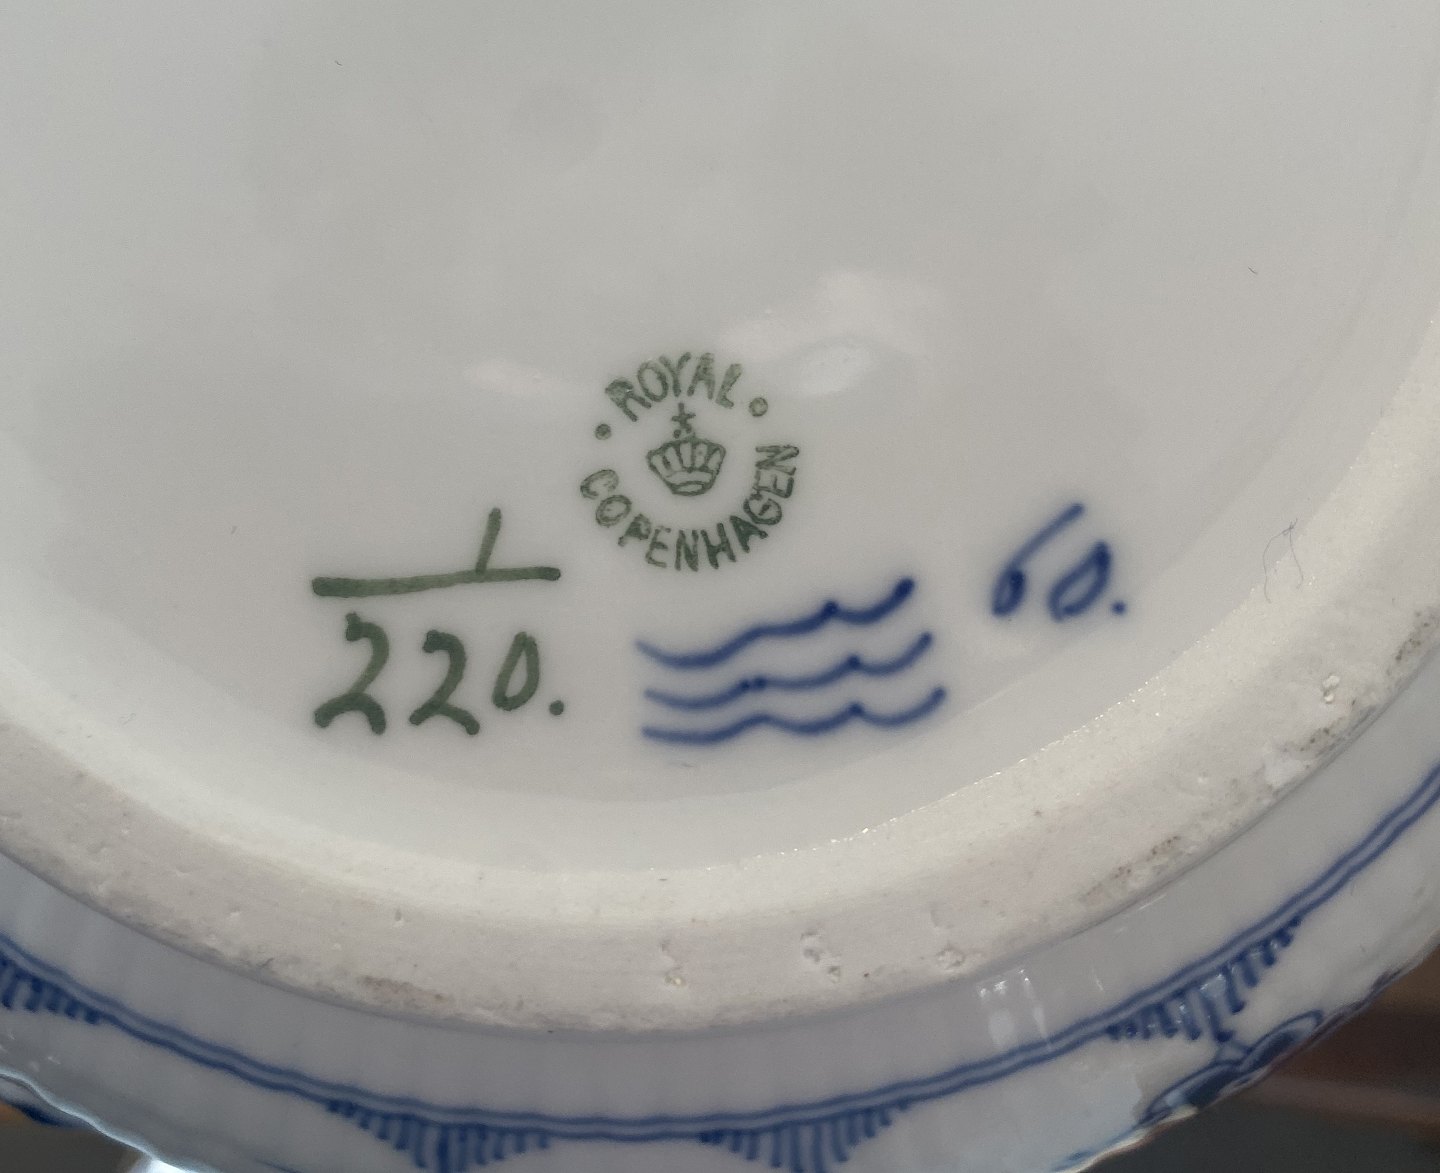 ROYAL
COPENHAGEN
1
220.
60.